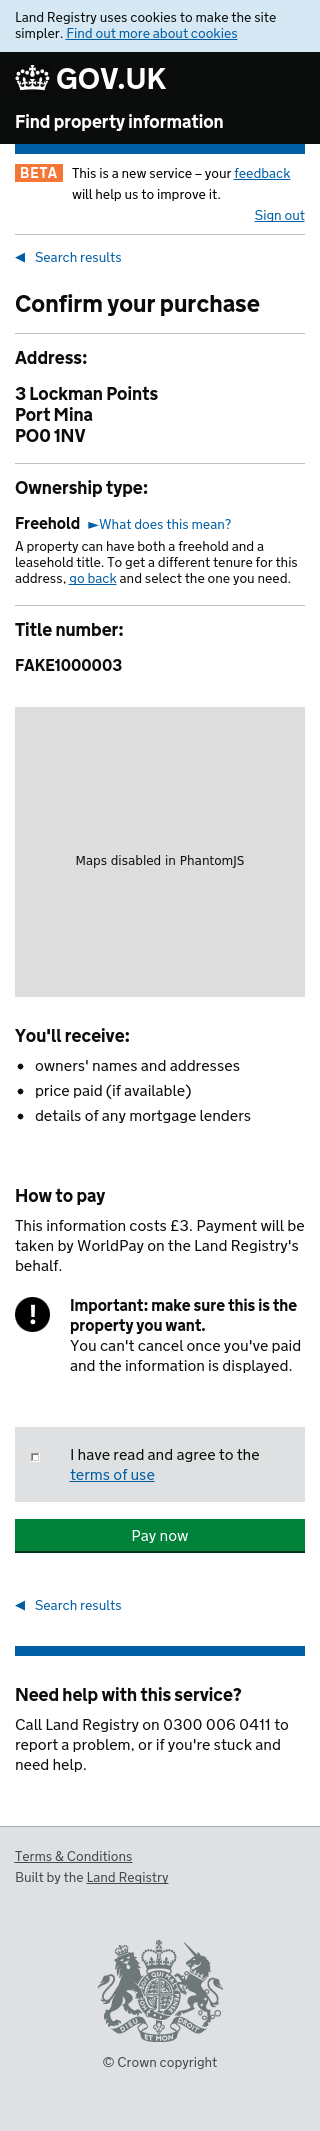 Land Registry uses cookies to make the site
simpler. Find out more about cookies
GOV.UK
Find property information
BETA This is a new service – your feedback
will help us to improve it.
Sign out
◀ Search results
Confirm your purchase
Address:
3 Lockman Points
Port Mina
PO0 1NV
Ownership type:
Freehold ►What does this mean?
A property can have both a freehold and a
leasehold title. To get a different tenure for this
address, go back and select the one you need.
Title number:
FAKE1000003
Maps disabled in PhantomJS
You'll receive:
• owners' names and addresses
• price paid (if available)
• details of any mortgage lenders
How to pay
This information costs £3. Payment will be
taken by WorldPay on the Land Registry's
behalf.
! Important: make sure this is the
property you want.
You can't cancel once you've paid
and the information is displayed.
I have read and agree to the
terms of use
Pay now
◀ Search results
Need help with this service?
Call Land Registry on 0300 006 0411 to
report a problem, or if you're stuck and
need help.
Terms & Conditions
Built by the Land Registry
DIEU ET MON DROIT
© Crown copyright